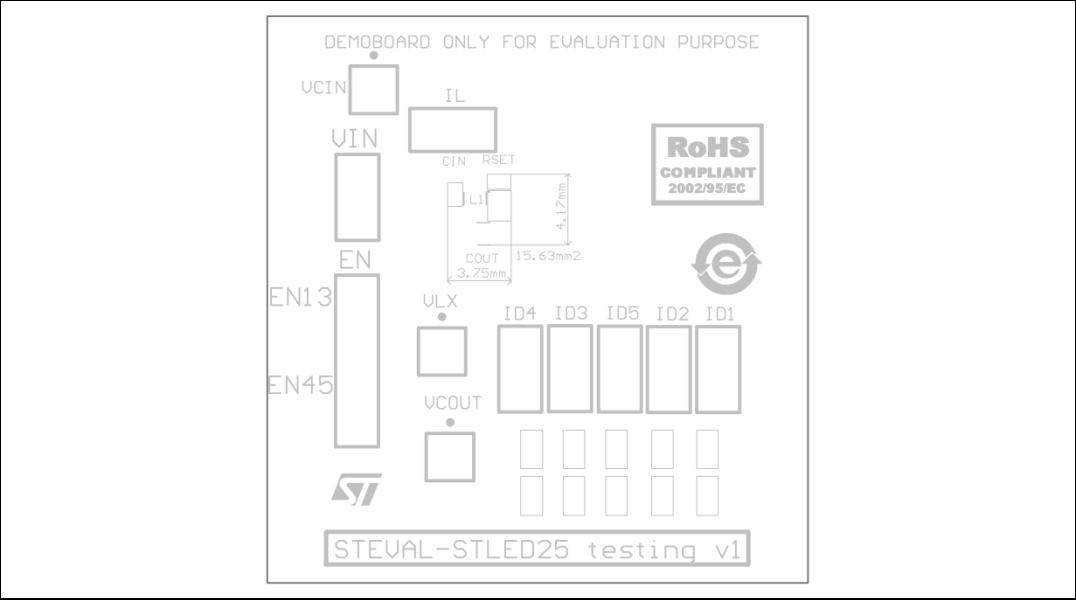 DEMOBOARD ONLY FOR EVALUATION PURPOSE
VCIN
IL
VIN
RoHS
COMPLIANT
2002/95/EC
CIN RSET
L1
4.17mm
EN
COUT
15.63mm2
3.75mm
e
EN13
VLX
ID4 ID3 ID5 ID2 ID1
EN45
VCOUT
ST
STEVAL-STLED25 testing v1